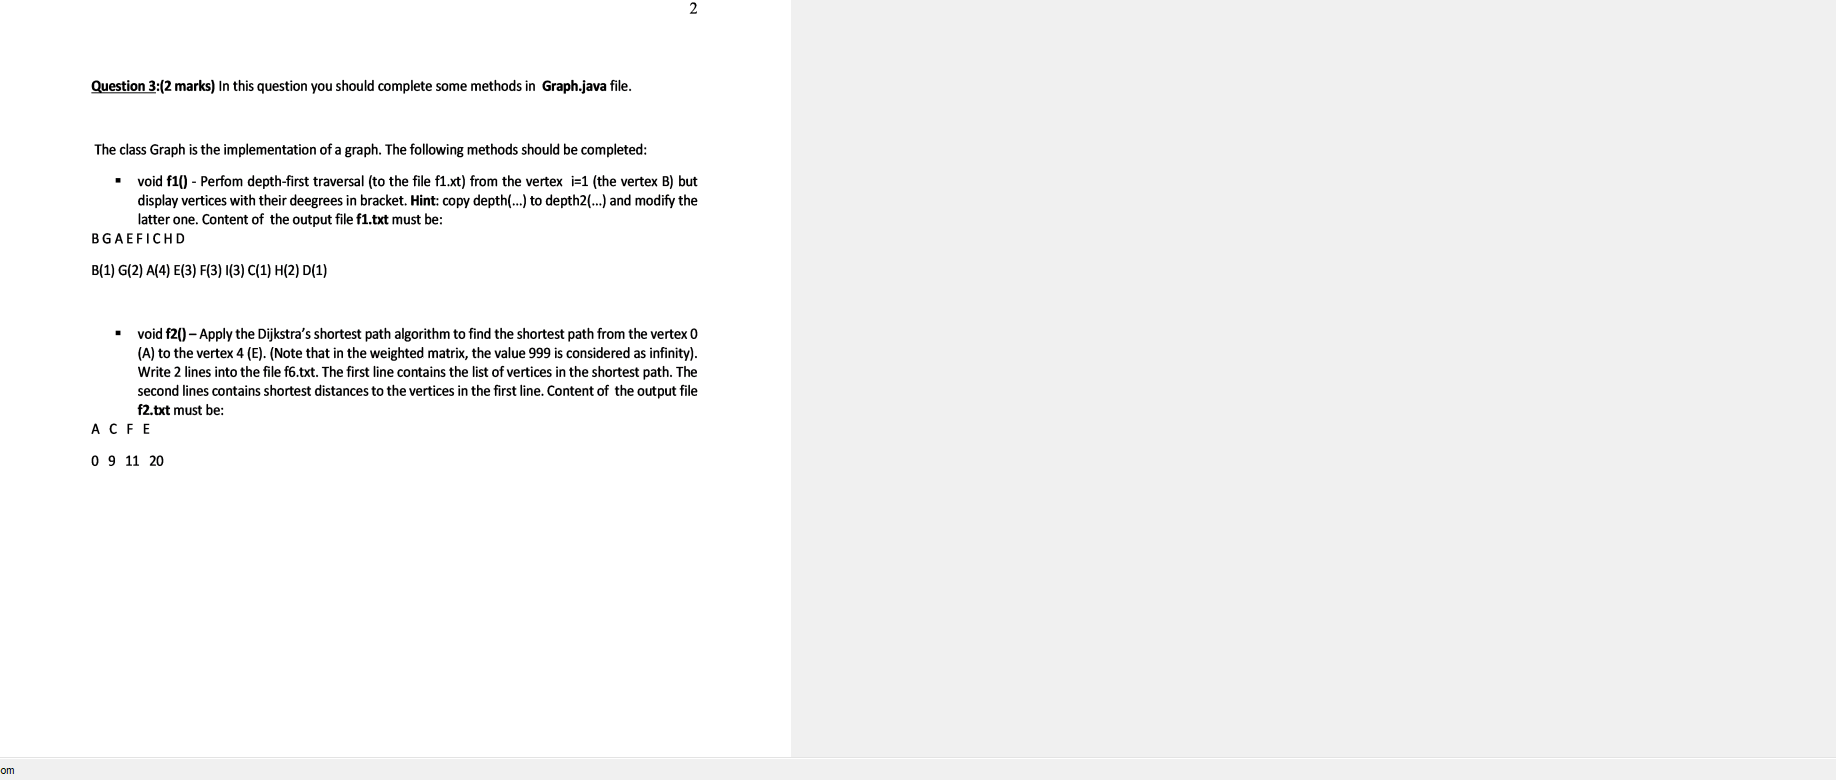 2
Question 3:(2 marks) In this question you should complete some methods in Graph.java file.
The class Graph is the implementation of a graph. The following methods should be completed:
▪ void f1() - Perfom depth-first traversal (to the file f1.xt) from the vertex i=1 (the vertex B) but
display vertices with their deegrees in bracket. Hint: copy depth(...) to depth2(...) and modify the
latter one. Content of the output file f1.txt must be:
B G A E F I C H D
B(1) G(2) A(4) E(3) F(3) I(3) C(1) H(2) D(1)
▪ void f2() – Apply the Dijkstra's shortest path algorithm to find the shortest path from the vertex 0
(A) to the vertex 4 (E). (Note that in the weighted matrix, the value 999 is considered as infinity).
Write 2 lines into the file f6.txt. The first line contains the list of vertices in the shortest path. The
second lines contains shortest distances to the vertices in the first line. Content of the output file
f2.txt must be:
A C F E
0 9 11 20
om